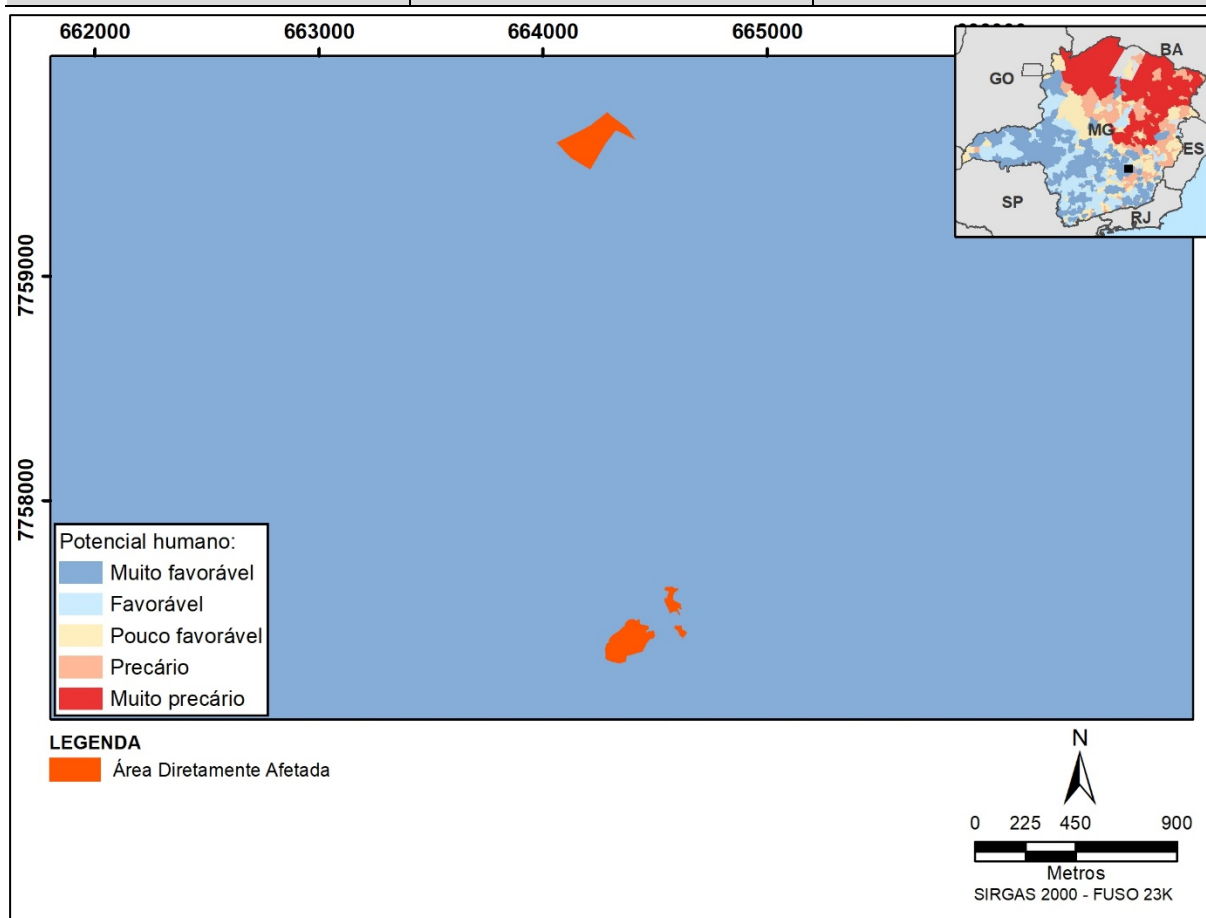 662000 663000 664000 665000
BA
GO
MG
ES
SP
RJ
7759000
7758000
Potencial humano:
Muito favorável
Favorável
Pouco favorável
Precário
Muito precário
LEGENDA
Área Diretamente Afetada
N
0 225 450 900
Metros
SIRGAS 2000 - FUSO 23K